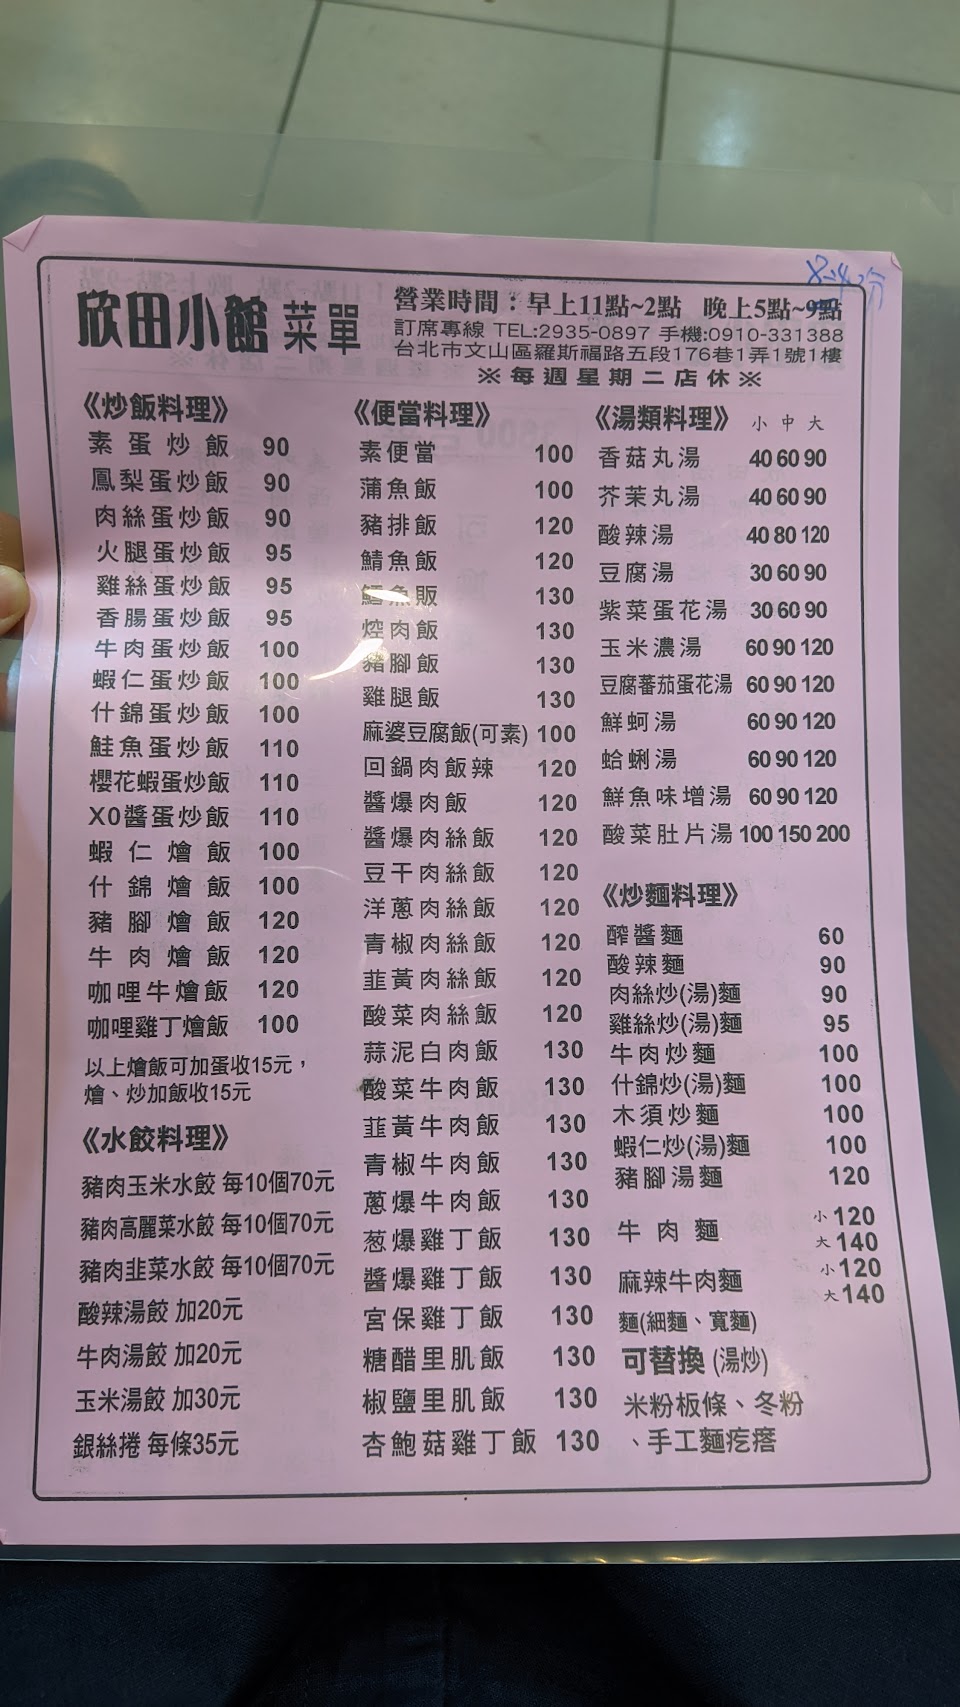 欣田小館 菜單
營業時間：早上11點~2點 晚上5點~9點
訂席專線 TEL:2935-0897 手機:0910-331388
台北市文山區羅斯福路五段176巷1弄1號1樓
※每週星期二店休※
《炒飯料理》
素蛋炒飯 90
鳳梨蛋炒飯 90
肉絲蛋炒飯 90
火腿蛋炒飯 95
雞絲蛋炒飯 95
香腸蛋炒飯 95
牛肉蛋炒飯 100
蝦仁蛋炒飯 100
什錦蛋炒飯 100
鮭魚蛋炒飯 110
櫻花蝦蛋炒飯 110
XO醬蛋炒飯 110
蝦仁燴飯 100
什錦燴飯 100
豬腳燴飯 120
牛肉燴飯 120
咖哩牛燴飯 120
咖哩雞丁燴飯 100
以上燴飯可加蛋收15元，
燴、炒加飯收15元
《水餃料理》
豬肉玉米水餃 每10個70元
豬肉高麗菜水餃 每10個70元
豬肉韭菜水餃 每10個70元
酸辣湯餃 加20元
牛肉湯餃 加20元
玉米湯餃 加30元
銀絲捲 每條35元
《便當料理》
素便當 100
蒲魚飯 100
豬排飯 120
鯖魚飯 120
鱈魚販 130
焢肉飯 130
豬腳飯 130
雞腿飯 130
麻婆豆腐飯(可素) 100
回鍋肉飯辣 120
醬爆肉飯 120
醬爆肉絲飯 120
豆干肉絲飯 120
洋蔥肉絲飯 120
青椒肉絲飯 120
韮黃肉絲飯 120
酸菜肉絲飯 120
蒜泥白肉飯 130
酸菜牛肉飯 130
韮黃牛肉飯 130
青椒牛肉飯 130
蔥爆牛肉飯 130
葱爆雞丁飯 130
醬爆雞丁飯 130
宮保雞丁飯 130
糖醋里肌飯 130
椒鹽里肌飯 130
杏鮑菇雞丁飯 130
《湯類料理》 小 中 大
香菇丸湯 40 60 90
芥茉丸湯 40 60 90
酸辣湯 40 80 120
豆腐湯 30 60 90
紫菜蛋花湯 30 60 90
玉米濃湯 60 90 120
豆腐蕃茄蛋花湯 60 90 120
鮮蚵湯 60 90 120
蛤蜊湯 60 90 120
鮮魚味增湯 60 90 120
酸菜肚片湯 100 150 200
《炒麵料理》
醡醬麵 60
酸辣麵 90
肉絲炒(湯)麵 90
雞絲炒(湯)麵 95
牛肉炒麵 100
什錦炒(湯)麵 100
木須炒麵 100
蝦仁炒(湯)麵 100
豬腳湯麵 120
牛肉麵 小120
大140
麻辣牛肉麵 小120
大140
麵(細麵、寬麵)
可替換(湯炒)
米粉板條、冬粉
、手工麵疙瘩